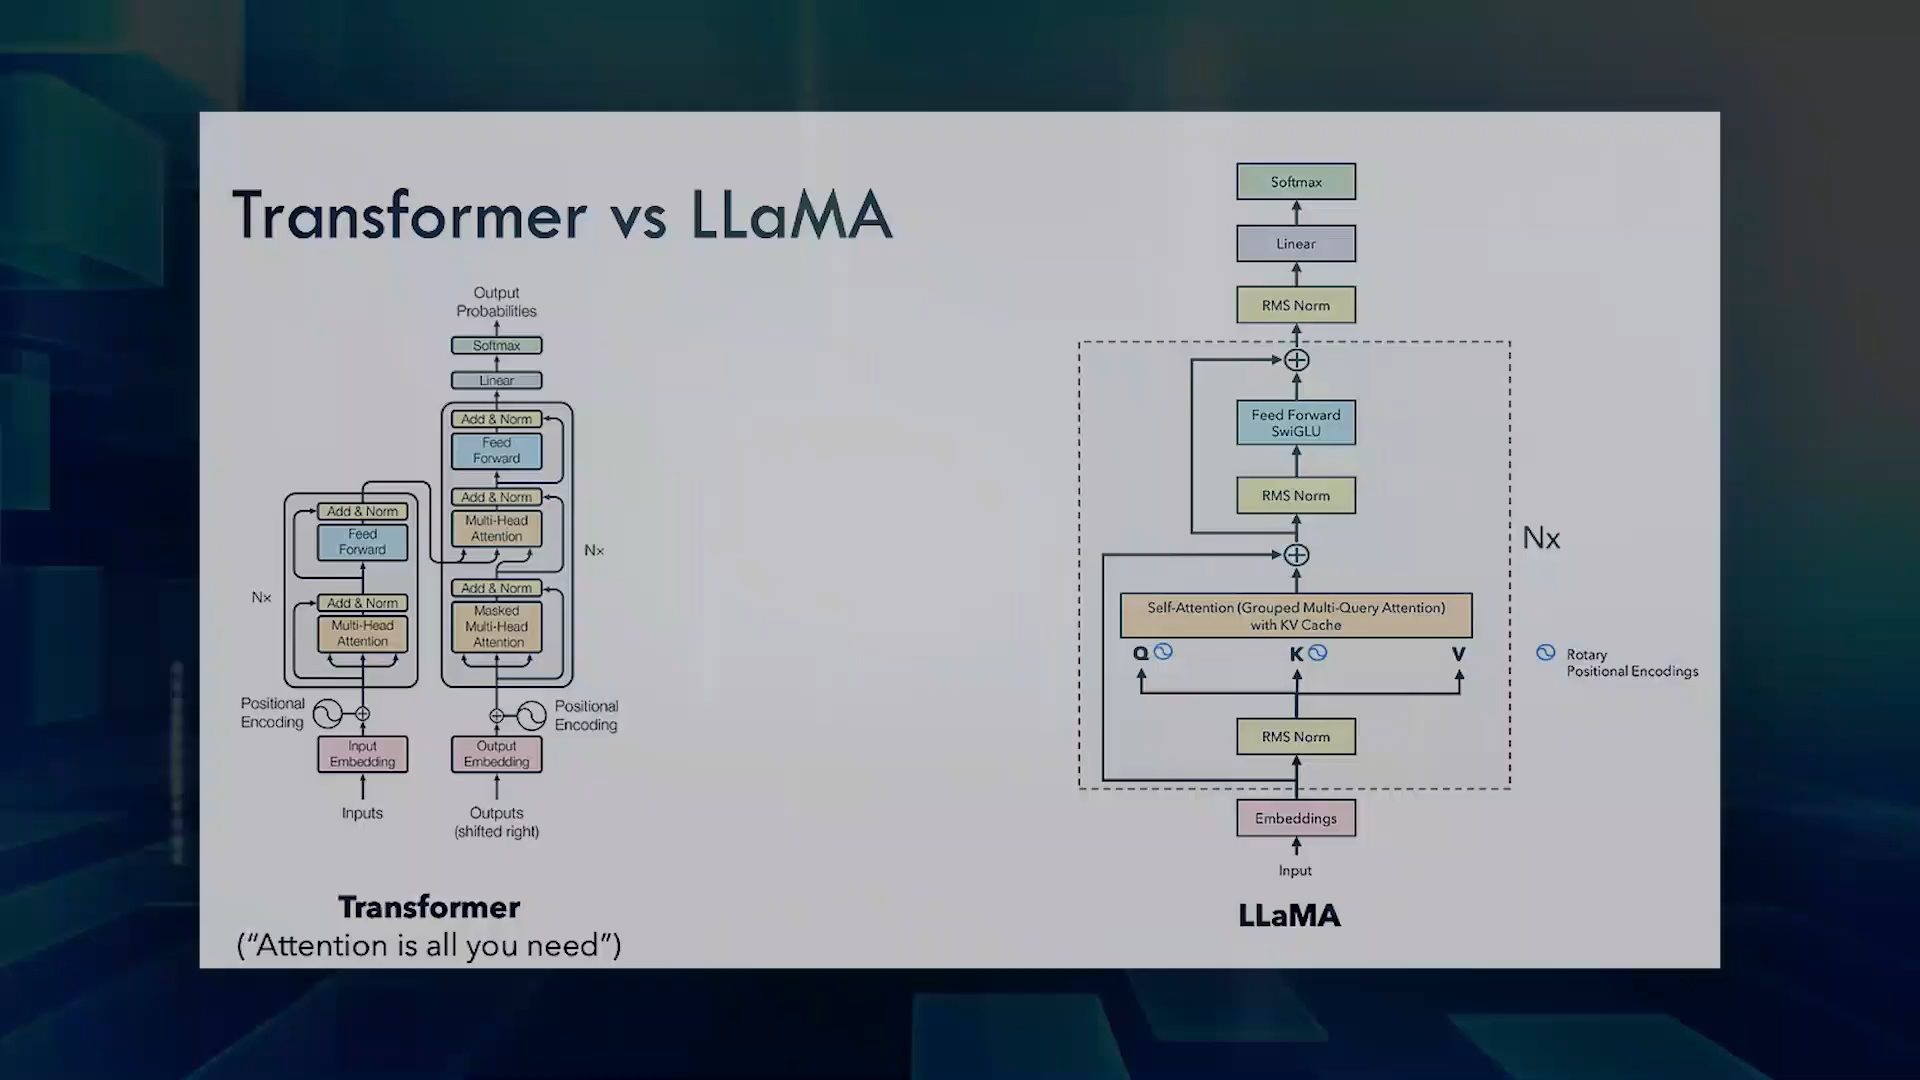 Transformer vs LLaMA
Output
Probabilities
Softmax
Linear
Add & Norm
Feed
Forward
Add & Norm
Multi-Head
Attention
Add & Norm
Masked
Multi-Head
Attention
Nx
Positional
Encoding
Output
Embedding
Outputs
(shifted right)
Add & Norm
Feed
Forward
Add & Norm
Multi-Head
Attention
Nx
Positional
Encoding
Input
Embedding
Inputs
Transformer
("Attention is all you need")
Softmax
Linear
RMS Norm
Feed Forward
SwiGLU
RMS Norm
Nx
Self-Attention (Grouped Multi-Query Attention)
with KV Cache
Q
K
V
Rotary
Positional Encodings
RMS Norm
Embeddings
Input
LLaMA